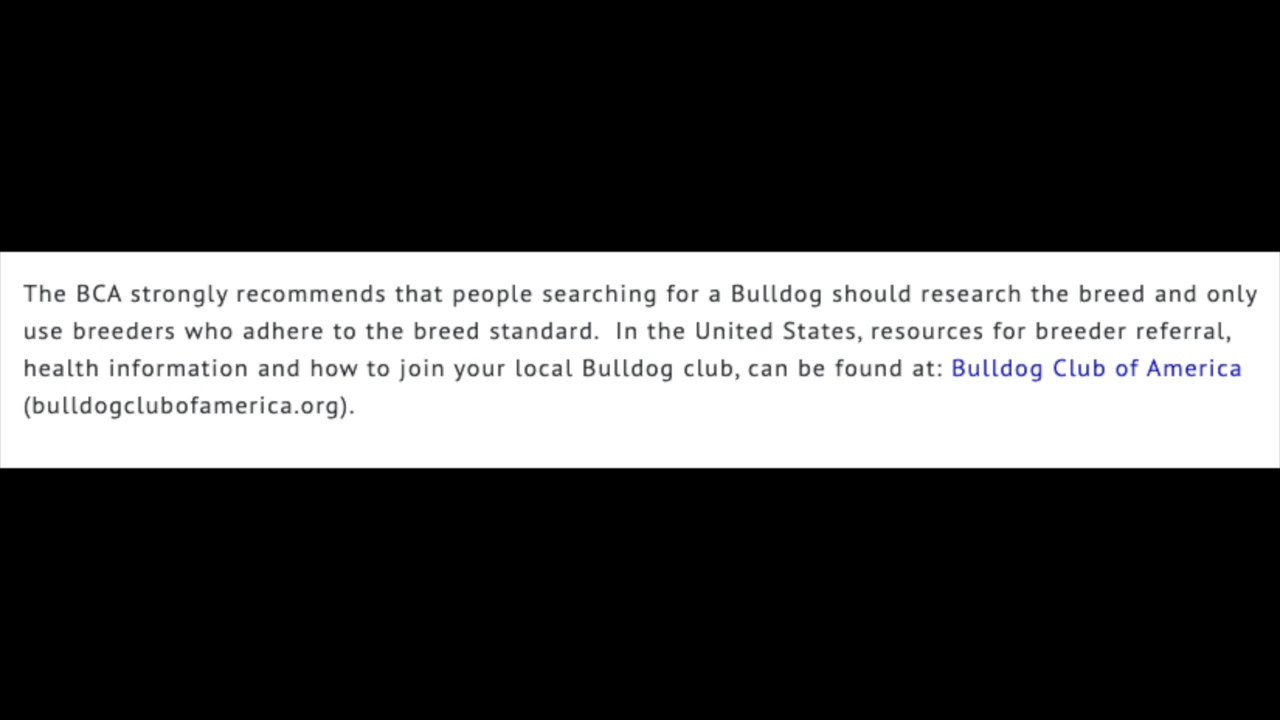 The BCA strongly recommends that people searching for a Bulldog should research the breed and only
use breeders who adhere to the breed standard.  In the United States, resources for breeder referral,
health information and how to join your local Bulldog club, can be found at: Bulldog Club of America
(bulldogclubofamerica.org).